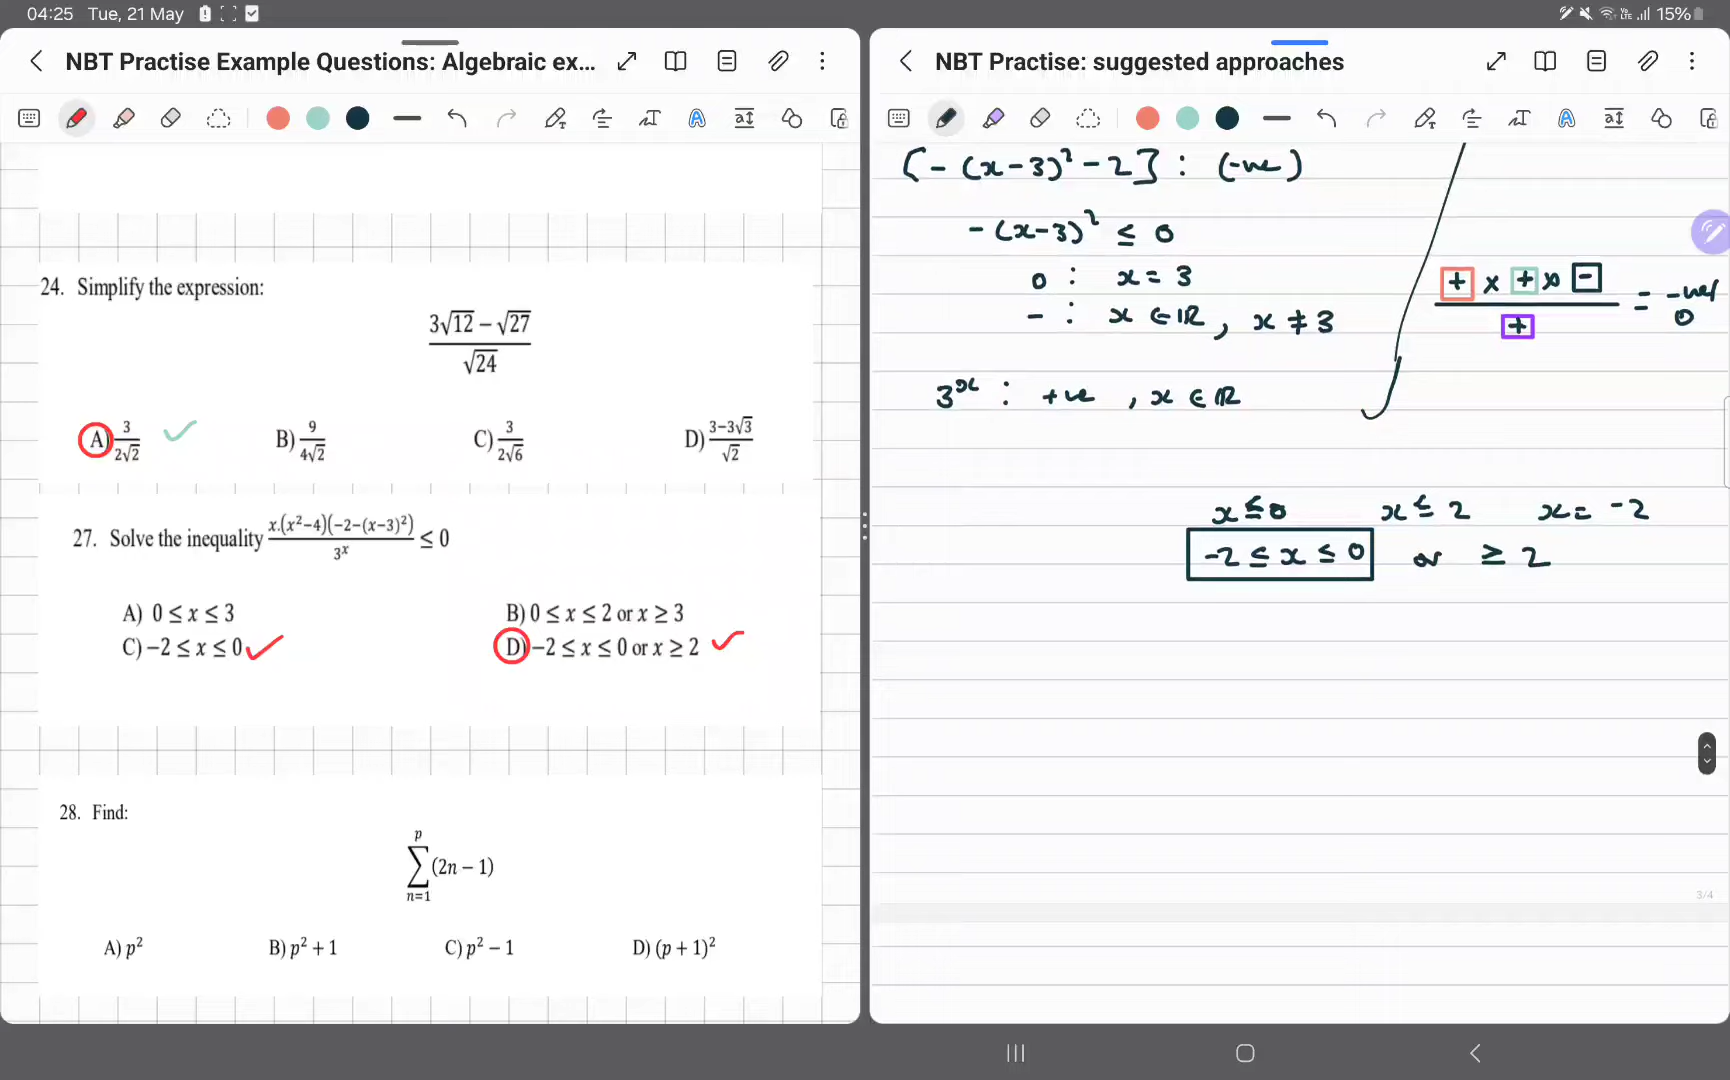 04:25 Tue, 21 May
15%
NBT Practise Example Questions: Algebraic ex...
24. Simplify the expression:
3√12 − √27
√24
A) 3/2√2 B) 9/4√2 C) 3/2√6 D) 3−3√3/√2
27. Solve the inequality x.(x²−4)(−2−(x−3)²)/3ˣ ≤ 0
A) 0 ≤ x ≤ 3 B) 0 ≤ x ≤ 2 or x ≥ 3
C) −2 ≤ x ≤ 0 D) −2 ≤ x ≤ 0 or x ≥ 2
28. Find:
p
∑ (2n − 1)
n=1
A) p² B) p² + 1 C) p² − 1 D) (p + 1)²
NBT Practise: suggested approaches
[-(x-3)² - 2] : (-ve)
-(x-3)² ≤ 0
0 : x = 3
- : x ∈ ℝ, x ≠ 3
3ˣ : +ve , x ∈ ℝ
+ x + x - = -ve/
+ 0
x ≤ 0 x ≤ 2 x = -2
-2 ≤ x ≤ 0 or ≥ 2
3/4